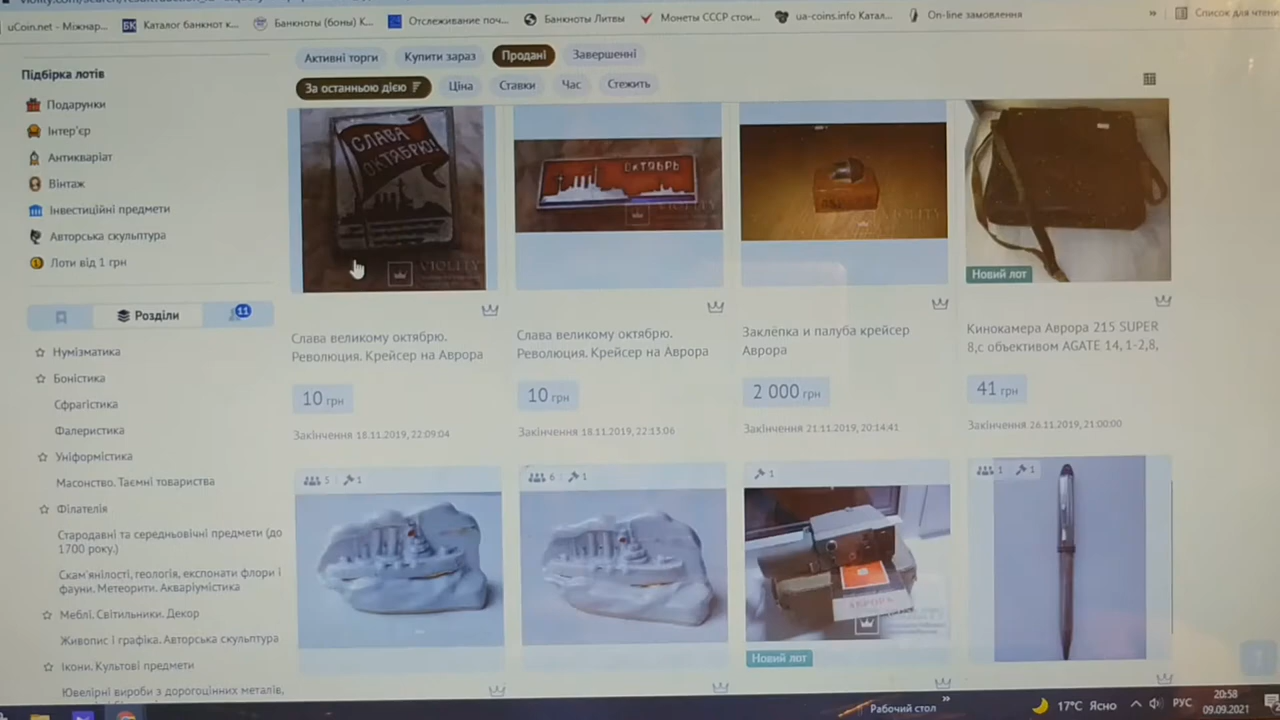 uCoin.net - Міжнар...
Каталог банкнот к...
Банкноты (боны) К...
Отслеживание поч...
Банкноты Литвы
Монеты СССР стои...
ua-coins.info Катал...
On-line замовлення
»
Список для чтени
Підбірка лотів
Подарунки
Інтер'єр
Антикваріат
Вінтаж
Інвестиційні предмети
Авторська скульптура
Лоти від 1 грн
Розділи
11
Нумізматика
Боністика
Сфрагістика
Фалеристика
Уніформістика
Масонство. Таємні товариства
Філателія
Стародавні та середньовічні предмети (до
1700 року.)
Скам'янілості, геологія, експонати флори і
фауни. Метеорити. Акваріумістика
Меблі. Світильники. Декор
Живопис і графіка. Авторська скульптура
Ікони. Культові предмети
Ювелірні вироби з дорогоцінних металів,
Активні торги
Купити зараз
Продані
Завершенні
За останньою дією
Ціна
Ставки
Час
Стежить
СЛАВА
ОКТЯБРЮ!
VIOLITY
Слава великому октябрю.
Революция. Крейсер на Аврора
10 грн
Закінчення 18.11.2019, 22:09:04
ОКТЯБРЬ
VIOLITY
Слава великому октябрю.
Революция. Крейсер на Аврора
10 грн
Закінчення 18.11.2019, 22:13:06
VIOLITY
Заклёпка и палуба крейсер
Аврора
2 000 грн
Закінчення 21.11.2019, 20:14:41
Новий лот
Кинокамера Аврора 215 SUPER
8,с объективом AGATE 14, 1-2,8,
41 грн
Закінчення 26.11.2019, 21:00:00
5 1
6 1
1
АВРОРА
Новий лот
1 1
Рабочий стол
»
17°C Ясно
РУС
20:58
09.09.2021